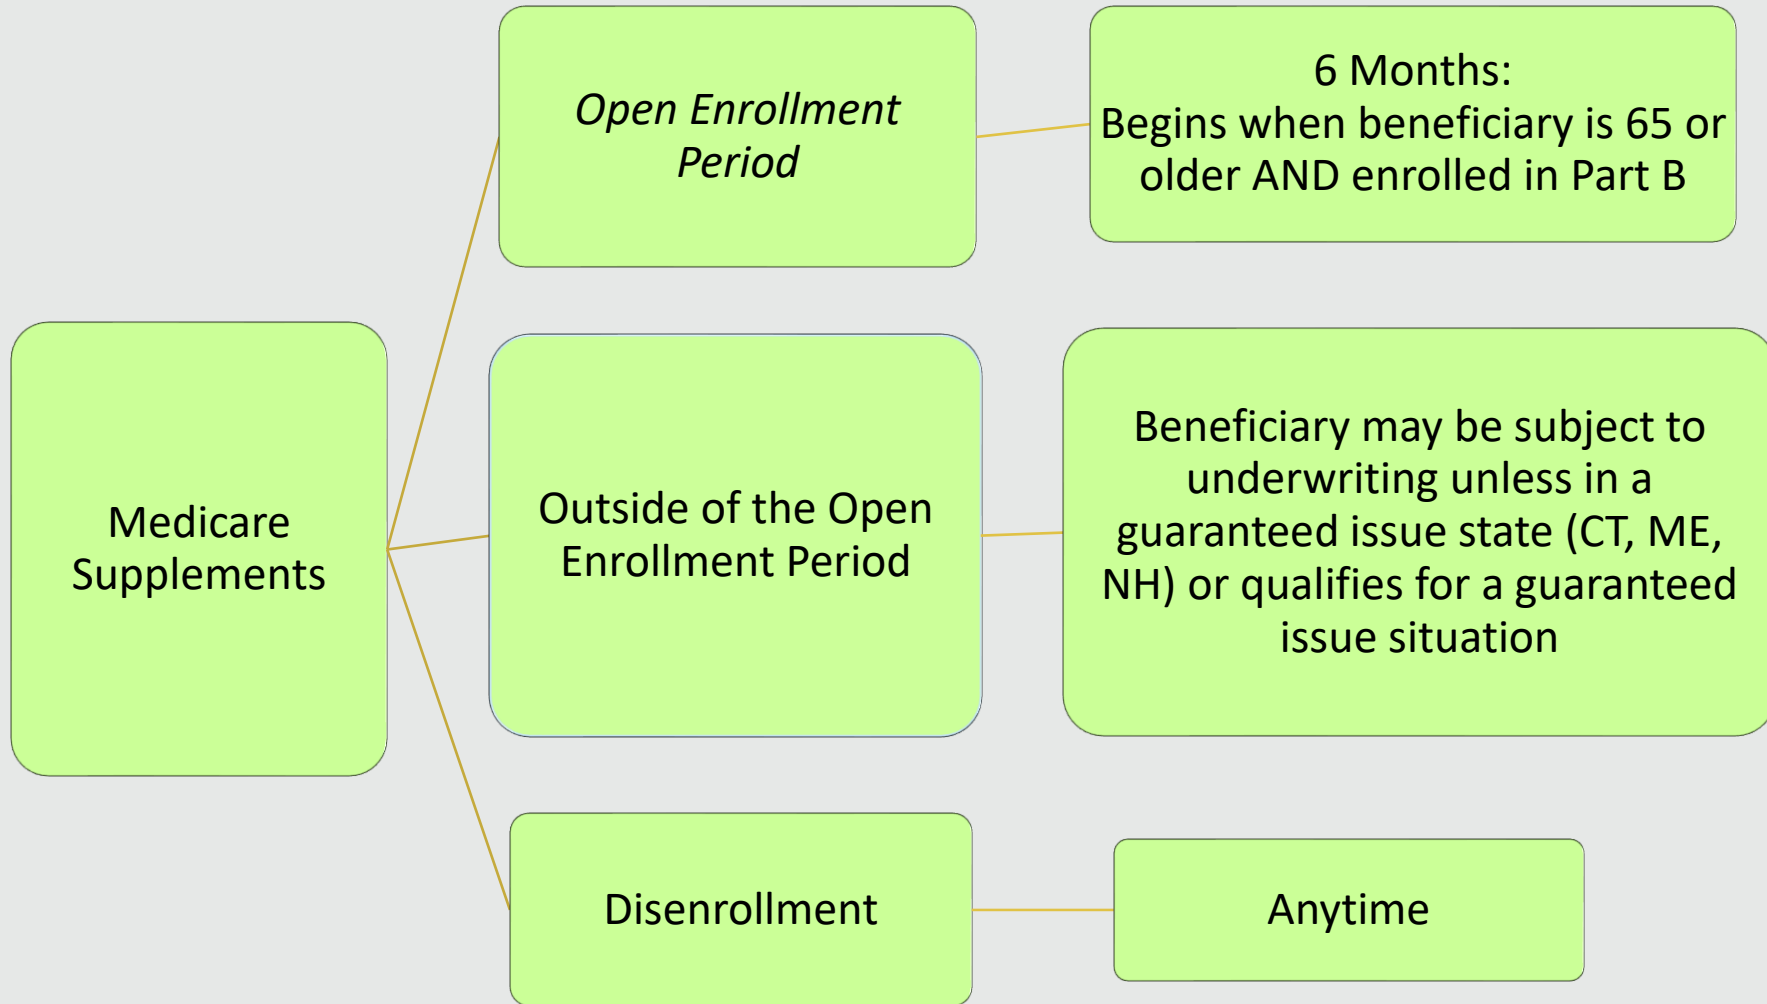 Medicare
Supplements
Open Enrollment
Period
6 Months:
Begins when beneficiary is 65 or
older AND enrolled in Part B
Outside of the Open
Enrollment Period
Beneficiary may be subject to
underwriting unless in a
guaranteed issue state (CT, ME,
NH) or qualifies for a guaranteed
issue situation
Disenrollment
Anytime